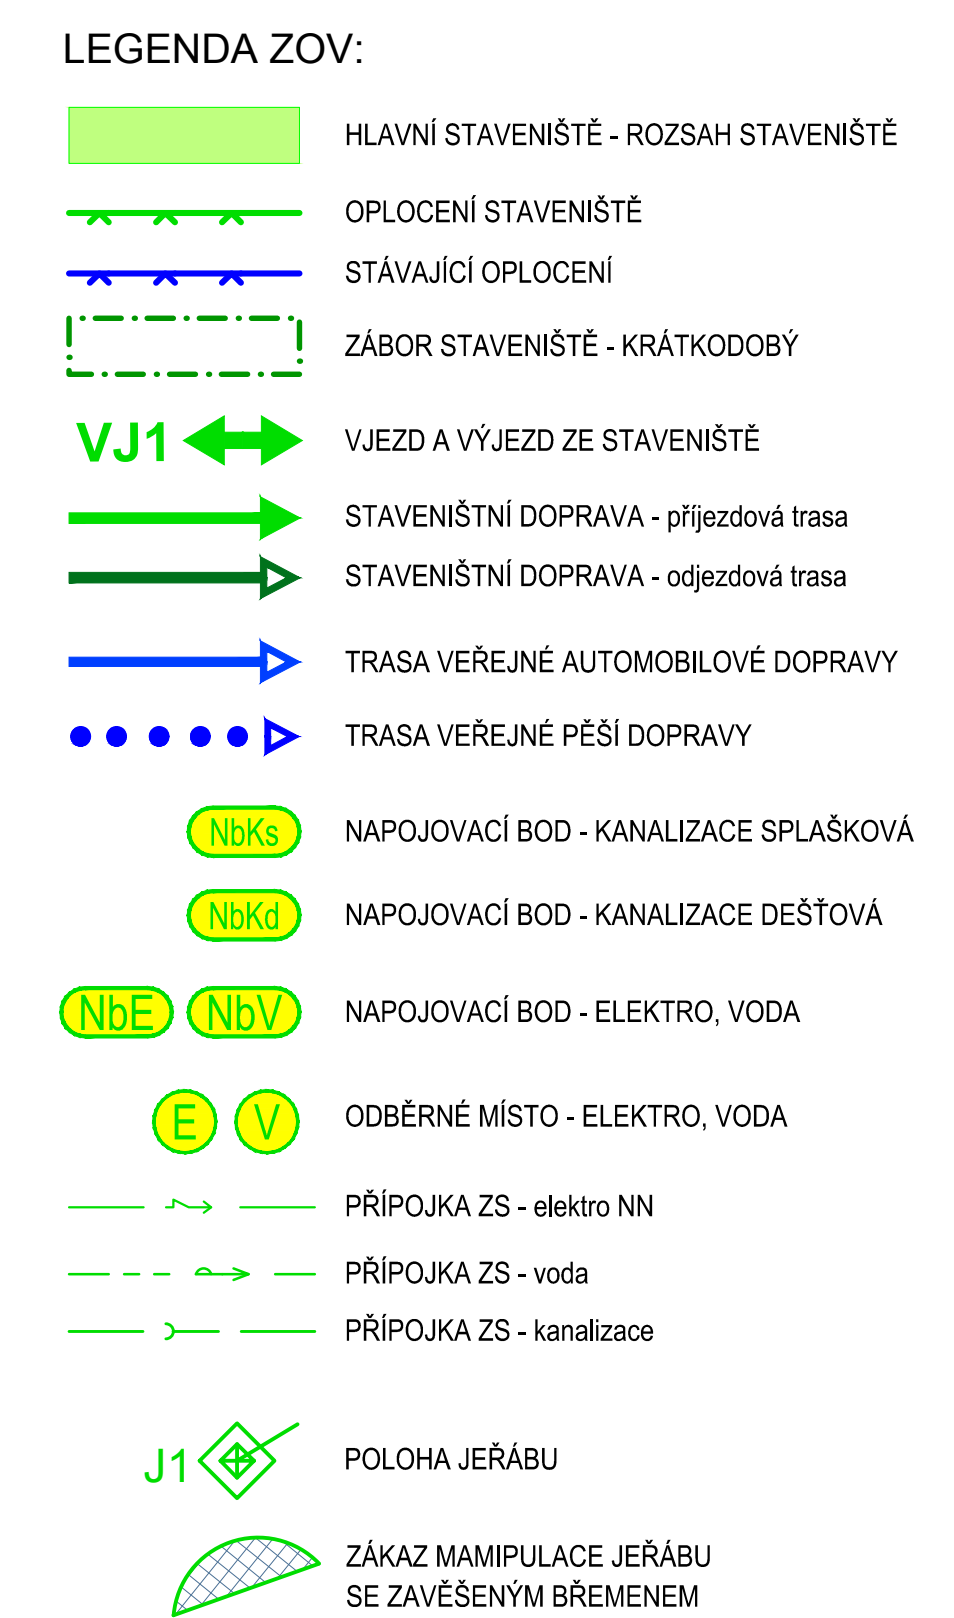 LEGENDA ZOV:
HLAVNÍ STAVENIŠTĚ - ROZSAH STAVENIŠTĚ
OPLOCENÍ STAVENIŠTĚ
STÁVAJÍCÍ OPLOCENÍ
ZÁBOR STAVENIŠTĚ - KRÁTKODOBÝ
VJ1 VJEZD A VÝJEZD ZE STAVENIŠTĚ
STAVENIŠTNÍ DOPRAVA - příjezdová trasa
STAVENIŠTNÍ DOPRAVA - odjezdová trasa
TRASA VEŘEJNÉ AUTOMOBILOVÉ DOPRAVY
TRASA VEŘEJNÉ PĚŠÍ DOPRAVY
NbKs NAPOJOVACÍ BOD - KANALIZACE SPLAŠKOVÁ
NbKd NAPOJOVACÍ BOD - KANALIZACE DEŠŤOVÁ
NbE NbV NAPOJOVACÍ BOD - ELEKTRO, VODA
E V ODBĚRNÉ MÍSTO - ELEKTRO, VODA
PŘÍPOJKA ZS - elektro NN
PŘÍPOJKA ZS - voda
PŘÍPOJKA ZS - kanalizace
J1 POLOHA JEŘÁBU
ZÁKAZ MAMIPULACE JEŘÁBU
SE ZAVĚŠENÝM BŘEMENEM